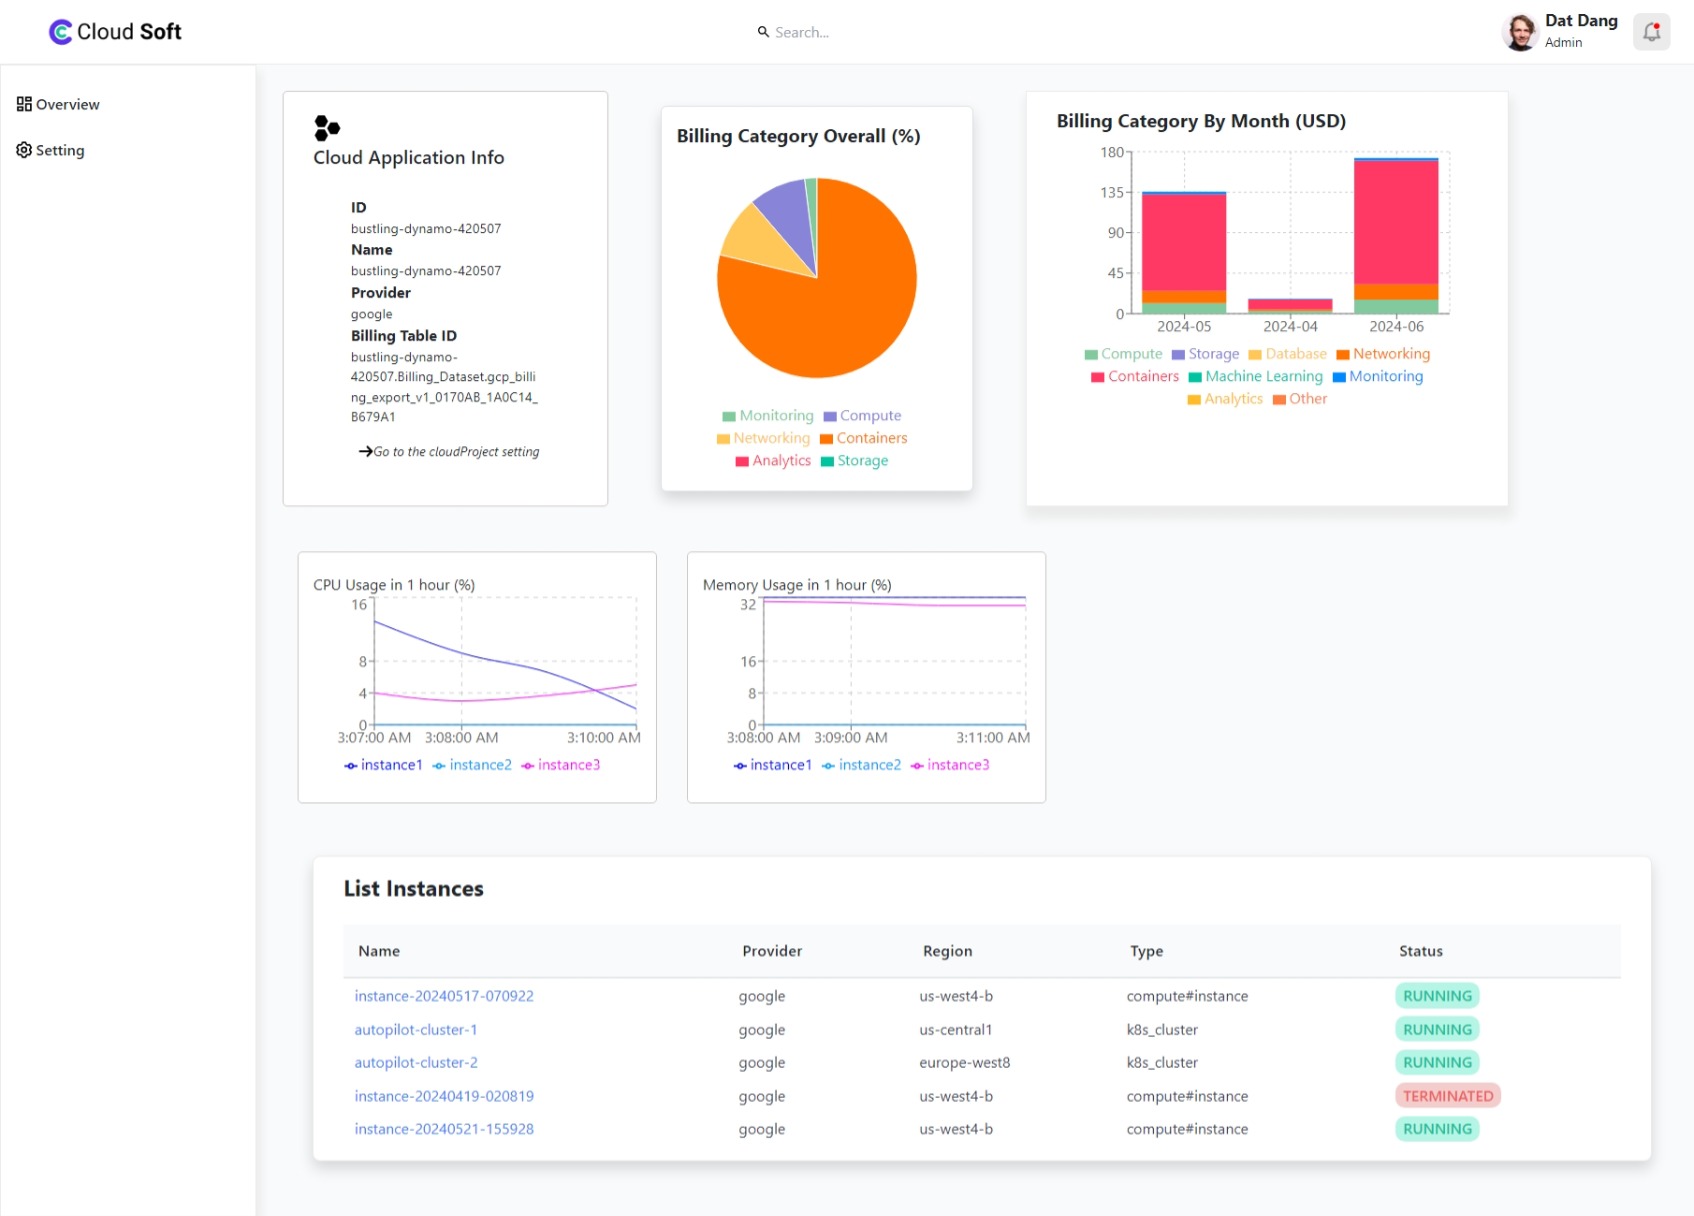 Cloud Soft
Search...
Dat Dang
Admin
Overview
Setting
Cloud Application Info
ID
bustling-dynamo-420507
Name
bustling-dynamo-420507
Provider
google
Billing Table ID
bustling-dynamo-
420507.Billing_Dataset.gcp_billi
ng_export_v1_0170AB_1A0C14_
B679A1
Go to the cloudProject setting
Billing Category Overall (%)
Monitoring Compute
Networking Containers
Analytics Storage
Billing Category By Month (USD)
180
135
90
45
0
2024-05 2024-04 2024-06
Compute Storage Database Networking
Containers Machine Learning Monitoring
Analytics Other
CPU Usage in 1 hour (%)
16
8
4
0
3:07:00 AM 3:08:00 AM 3:10:00 AM
instance1 instance2 instance3
Memory Usage in 1 hour (%)
32
16
8
0
3:08:00 AM 3:09:00 AM 3:11:00 AM
instance1 instance2 instance3
List Instances
Name Provider Region Type Status
instance-20240517-070922 google us-west4-b compute#instance RUNNING
autopilot-cluster-1 google us-central1 k8s_cluster RUNNING
autopilot-cluster-2 google europe-west8 k8s_cluster RUNNING
instance-20240419-020819 google us-west4-b compute#instance TERMINATED
instance-20240521-155928 google us-west4-b compute#instance RUNNING